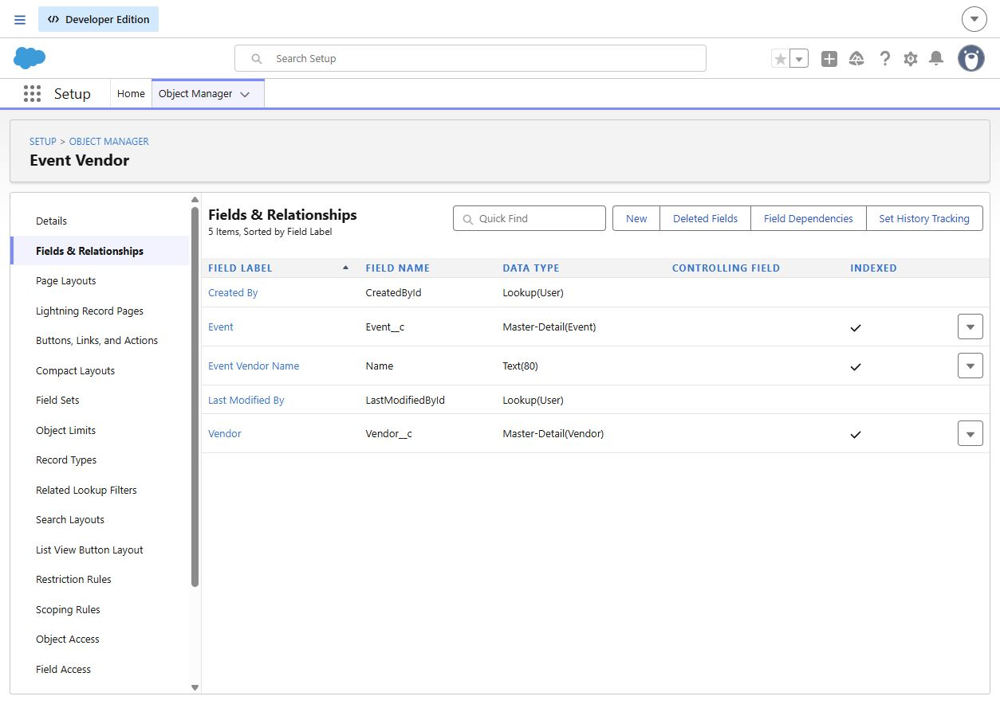 Developer Edition
Search Setup
Setup
Home
Object Manager
SETUP > OBJECT MANAGER
Event Vendor
Details
Fields & Relationships
Page Layouts
Lightning Record Pages
Buttons, Links, and Actions
Compact Layouts
Field Sets
Object Limits
Record Types
Related Lookup Filters
Search Layouts
List View Button Layout
Restriction Rules
Scoping Rules
Object Access
Field Access
Fields & Relationships
5 Items, Sorted by Field Label
Quick Find
New
Deleted Fields
Field Dependencies
Set History Tracking
FIELD LABEL FIELD NAME DATA TYPE CONTROLLING FIELD INDEXED
Created By CreatedById Lookup(User)
Event Event__c Master-Detail(Event)
Event Vendor Name Name Text(80)
Last Modified By LastModifiedById Lookup(User)
Vendor Vendor__c Master-Detail(Vendor)